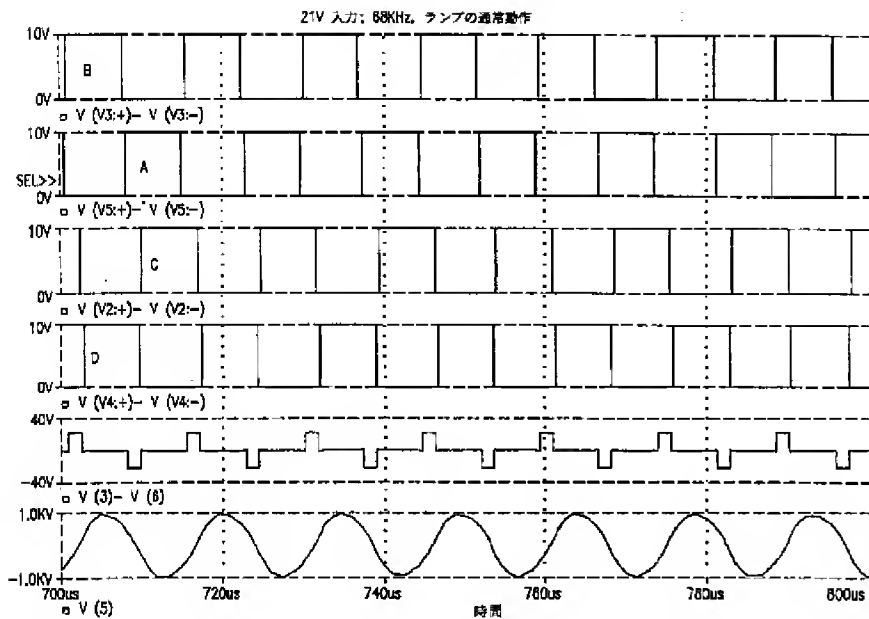 21V 入力; 68KHz, ランプの通常動作
10V
B
0V
V (V3:+)- V (V3:-)
10V
A
SEL>>
0V
V (V5:+)- V (V5:-)
10V
C
0V
V (V2:+)- V (V2:-)
10V
D
0V
V (V4:+)- V (V4:-)
40V
-40V
V (3)- V (6)
1.0KV
-1.0KV
700us 720us 740us 760us 780us 800us
V (5) 時間